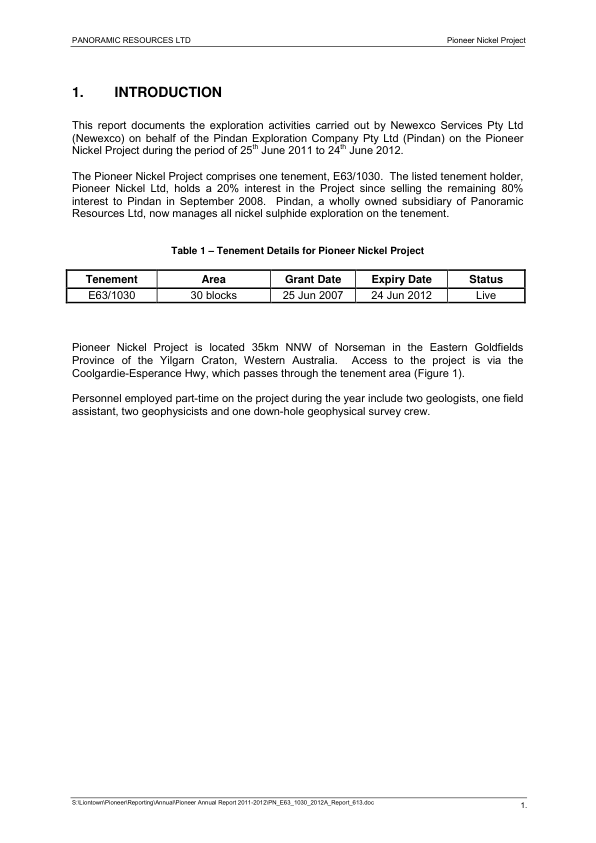 PANORAMIC RESOURCES LTD Pioneer Nickel Project
1. INTRODUCTION
This report documents the exploration activities carried out by Newexco Services Pty Ltd
(Newexco) on behalf of the Pindan Exploration Company Pty Ltd (Pindan) on the Pioneer
Nickel Project during the period of 25th June 2011 to 24th June 2012.
The Pioneer Nickel Project comprises one tenement, E63/1030. The listed tenement holder,
Pioneer Nickel Ltd, holds a 20% interest in the Project since selling the remaining 80%
interest to Pindan in September 2008. Pindan, a wholly owned subsidiary of Panoramic
Resources Ltd, now manages all nickel sulphide exploration on the tenement.
Table 1 – Tenement Details for Pioneer Nickel Project
Tenement Area Grant Date Expiry Date Status
E63/1030 30 blocks 25 Jun 2007 24 Jun 2012 Live
Pioneer Nickel Project is located 35km NNW of Norseman in the Eastern Goldfields
Province of the Yilgarn Craton, Western Australia. Access to the project is via the
Coolgardie-Esperance Hwy, which passes through the tenement area (Figure 1).
Personnel employed part-time on the project during the year include two geologists, one field
assistant, two geophysicists and one down-hole geophysical survey crew.
S:\Liontown\Pioneer\Reporting\Annual\Pioneer Annual Report 2011-2012\PN_E63_1030_2012A_Report_613.doc 1.